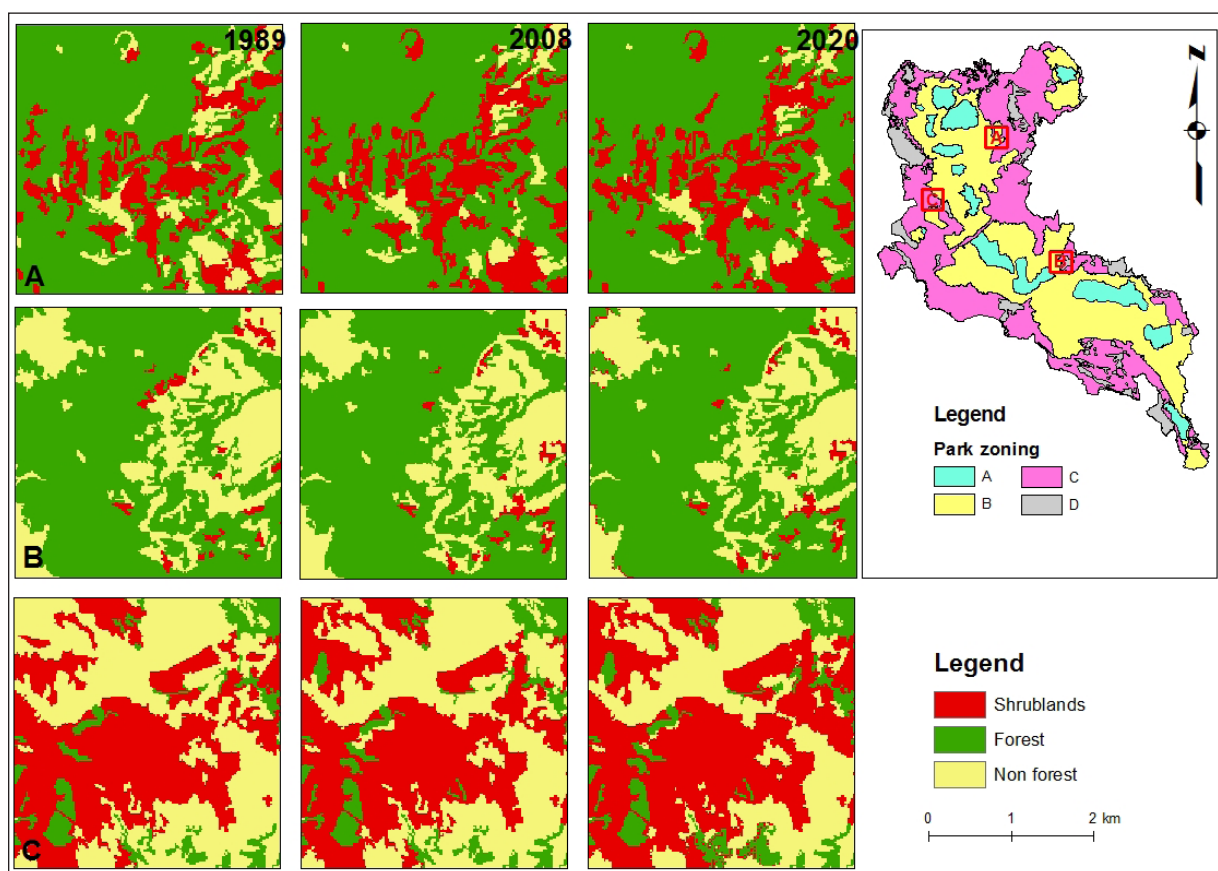 1989
2008
2020
A
B
C
N
A
C
B
Legend
Park zoning
A
C
B
D
Legend
Shrublands
Forest
Non forest
0 1 2 km